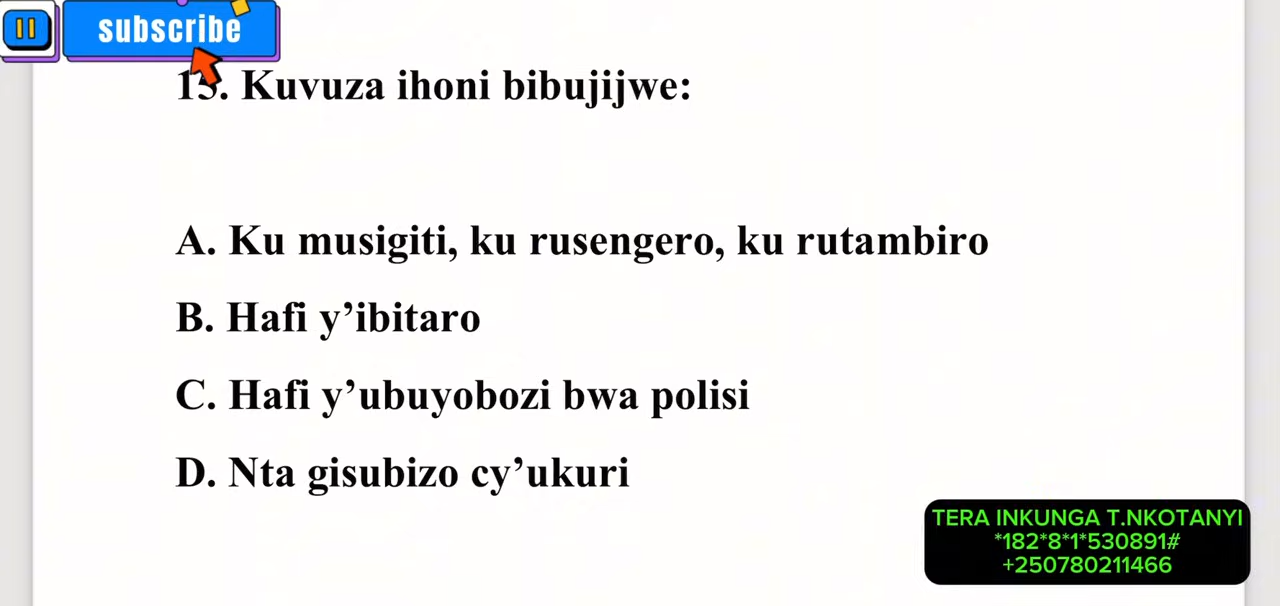 subscribe
15. Kuvuza ihoni bibujijwe:
A. Ku musigiti, ku rusengero, ku rutambiro
B. Hafi y’ibitaro
C. Hafi y’ubuyobozi bwa polisi
D. Nta gisubizo cy’ukuri
TERA INKUNGA T.NKOTANYI
*182*8*1*530891#
+250780211466